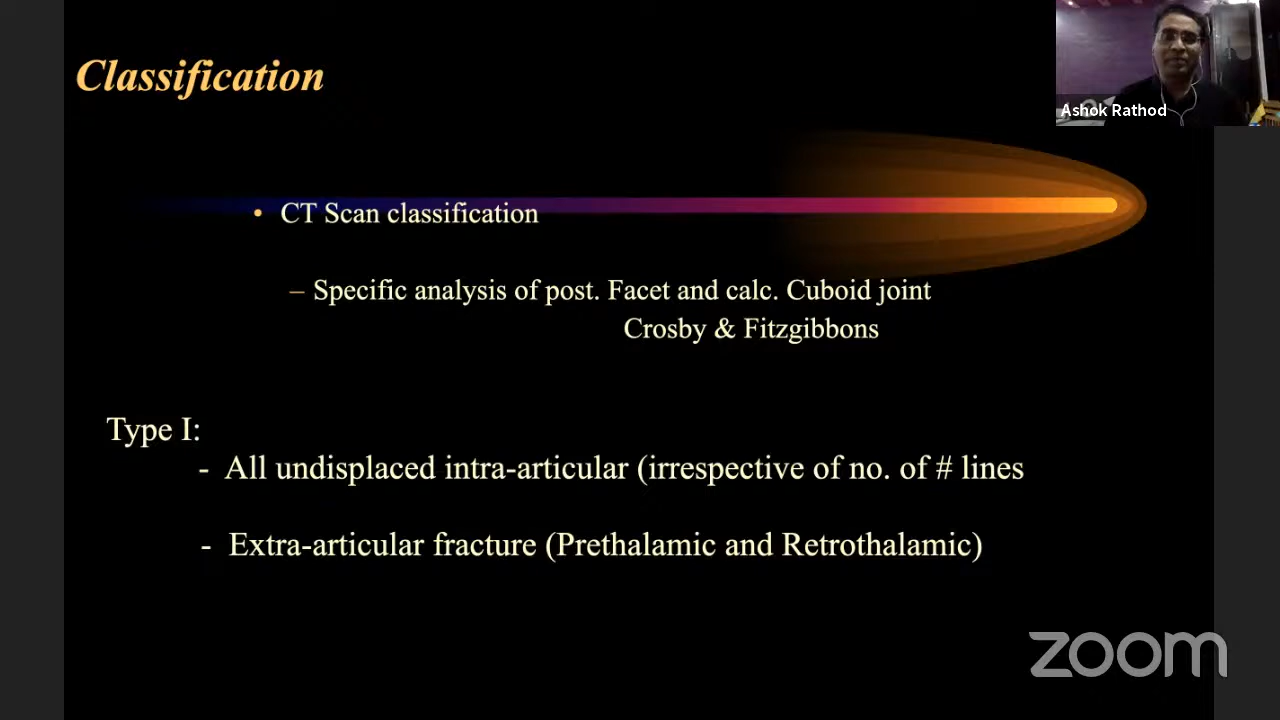 Classification
Ashok Rathod
• CT Scan classification
– Specific analysis of post. Facet and calc. Cuboid joint
Crosby & Fitzgibbons
Type I:
- All undisplaced intra-articular (irrespective of no. of # lines
- Extra-articular fracture (Prethalamic and Retrothalamic)
zoom